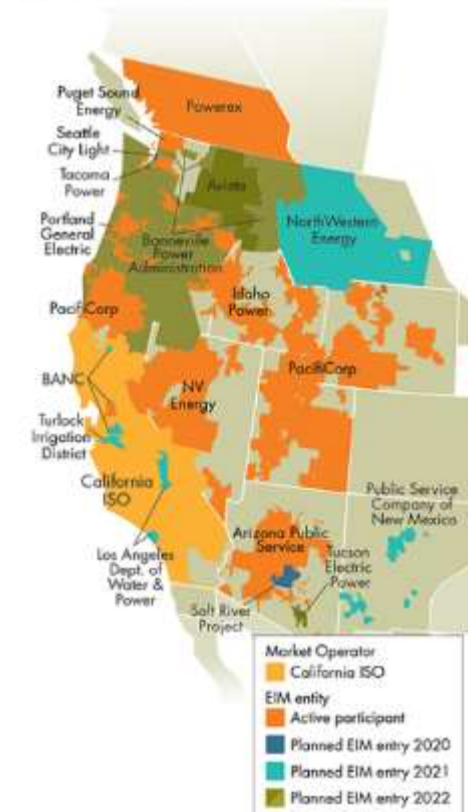 Powerex
Puget Sound
Energy
Seattle
City Light
Tacoma
Power
Avista
Portland
General
Electric
Bonneville
Power
Administration
NorthWestern
Energy
PacifiCorp
Idaho
Power
PacifiCorp
BANC
NV
Energy
Turlock
Irrigation
District
California
ISO
Public Service
Company of
New Mexico
Arizona Public
Service
Los Angeles
Dept. of
Water &
Power
Tucson
Electric
Power
Salt River
Project
Market Operator
California ISO
EIM entity
Active participant
Planned EIM entry 2020
Planned EIM entry 2021
Planned EIM entry 2022